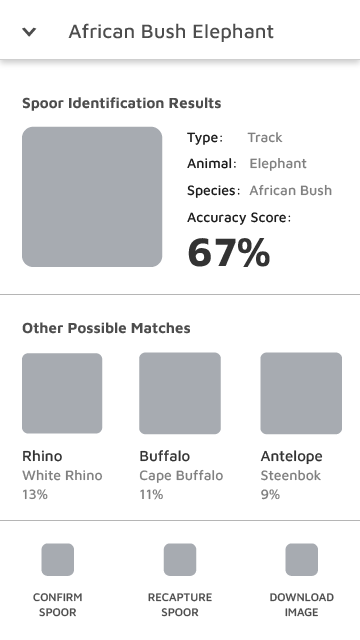 African Bush Elephant
Spoor Identification Results
Type: Track
Animal: Elephant
Species: African Bush
Accuracy Score:
67%
Other Possible Matches
Rhino
White Rhino
13%
Buffalo
Cape Buffalo
11%
Antelope
Steenbok
9%
CONFIRM
SPOOR
RECAPTURE
SPOOR
DOWNLOAD
IMAGE